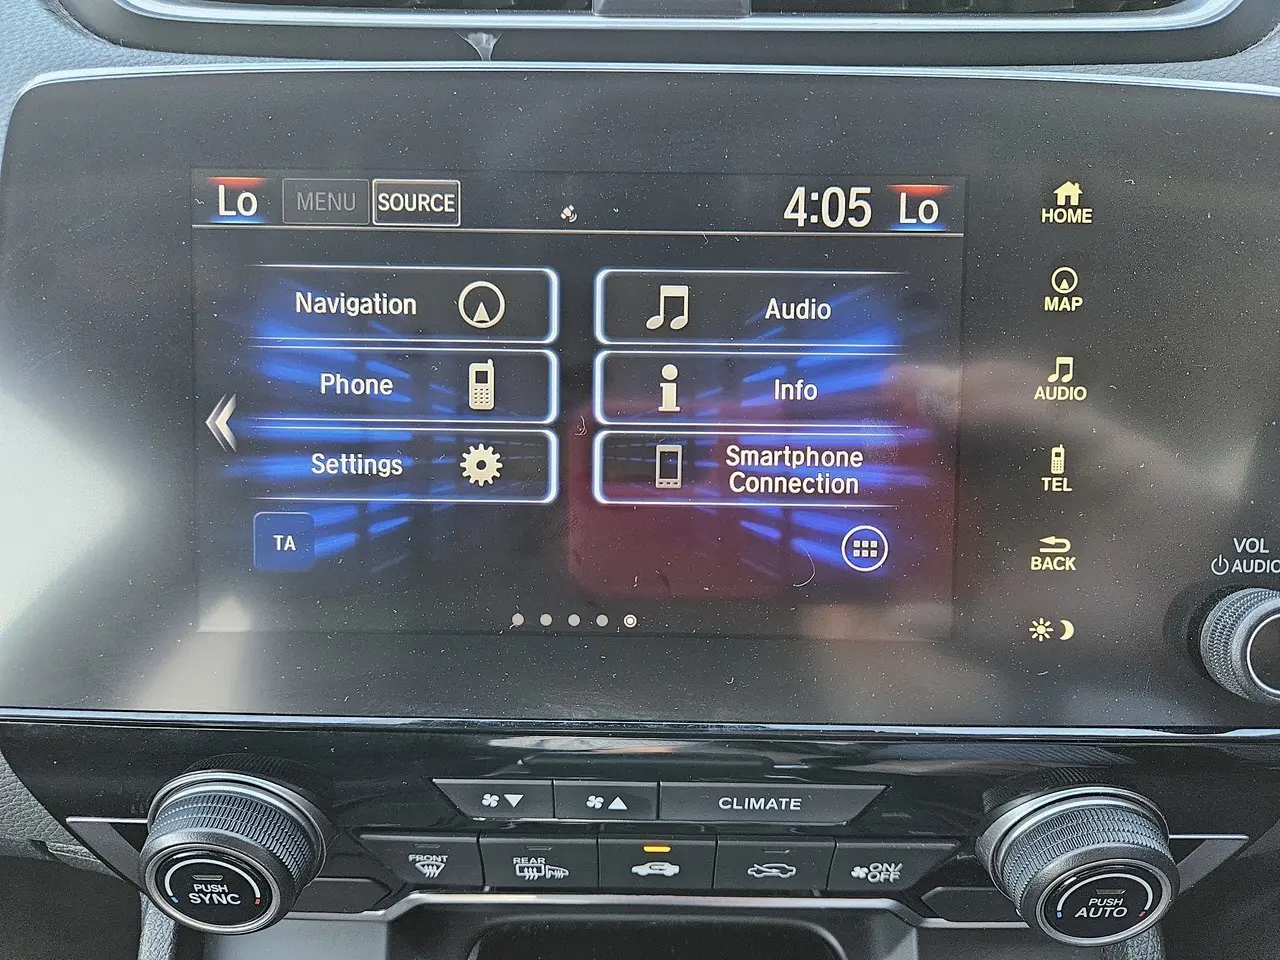 Lo MENU SOURCE 4:05 Lo
HOME
Navigation
Audio
MAP
Phone
Info
AUDIO
Settings
Smartphone
Connection
TEL
TA
BACK
VOL
AUDIO
CLIMATE
FRONT
REAR
ON/
OFF
PUSH
SYNC
PUSH
AUTO